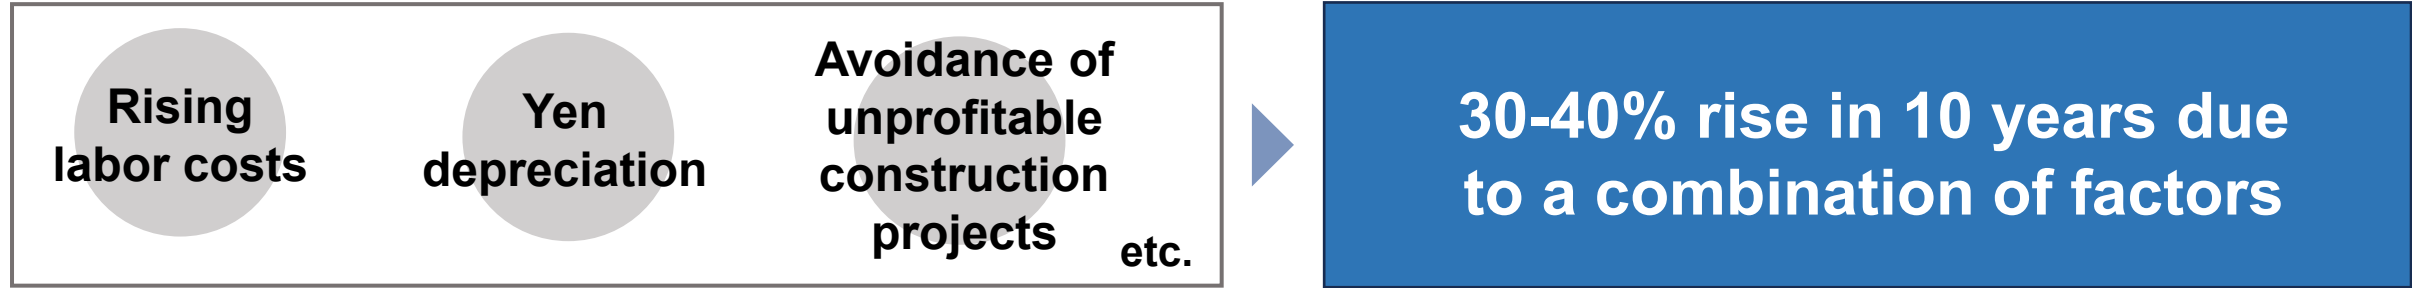 Rising
labor costs
Yen
depreciation
Avoidance of
unprofitable
construction
projects
etc.
30-40% rise in 10 years due
to a combination of factors